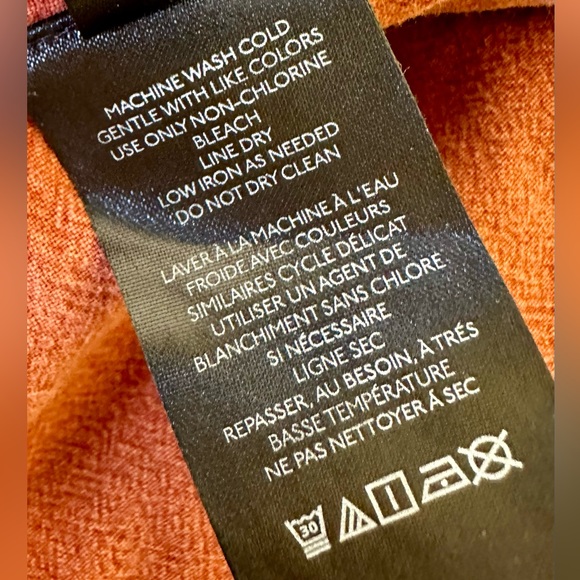 MACHINE WASH COLD
GENTLE WITH LIKE COLORS
USE ONLY NON-CHLORINE
BLEACH
LINE DRY
LOW IRON AS NEEDED
DO NOT DRY CLEAN
LAVER À LA MACHINE À L'EAU
FROIDE AVEC COULEURS
SIMILAIRES CYCLE DÉLICAT
UTILISER UN AGENT DE
BLANCHIMENT SANS CHLORE
SI NÉCESSAIRE
LIGNE SEC
REPASSER, AU BESOIN, À TRÉS
BASSE TEMPÉRATURE
NE PAS NETTOYER À SEC
30